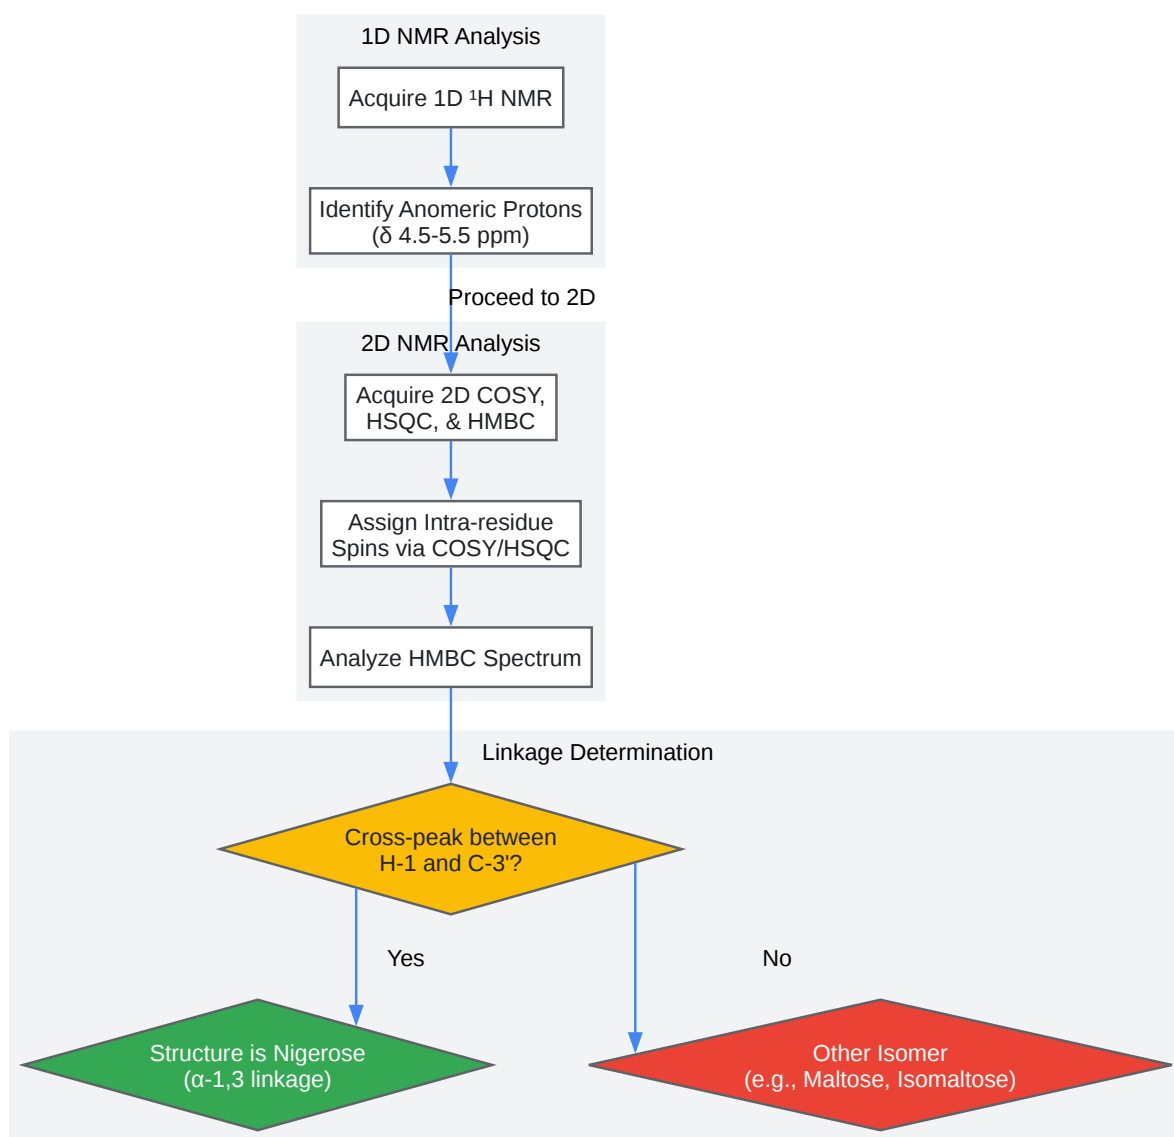 1D NMR Analysis
Acquire 1D ¹H NMR
Identify Anomeric Protons
(δ 4.5-5.5 ppm)
Proceed to 2D
2D NMR Analysis
Acquire 2D COSY,
HSQC, & HMBC
Assign Intra-residue
Spins via COSY/HSQC
Analyze HMBC Spectrum
Linkage Determination
Cross-peak between
H-1 and C-3'?
Yes
No
Structure is Nigerose
(α-1,3 linkage)
Other Isomer
(e.g., Maltose, Isomaltose)